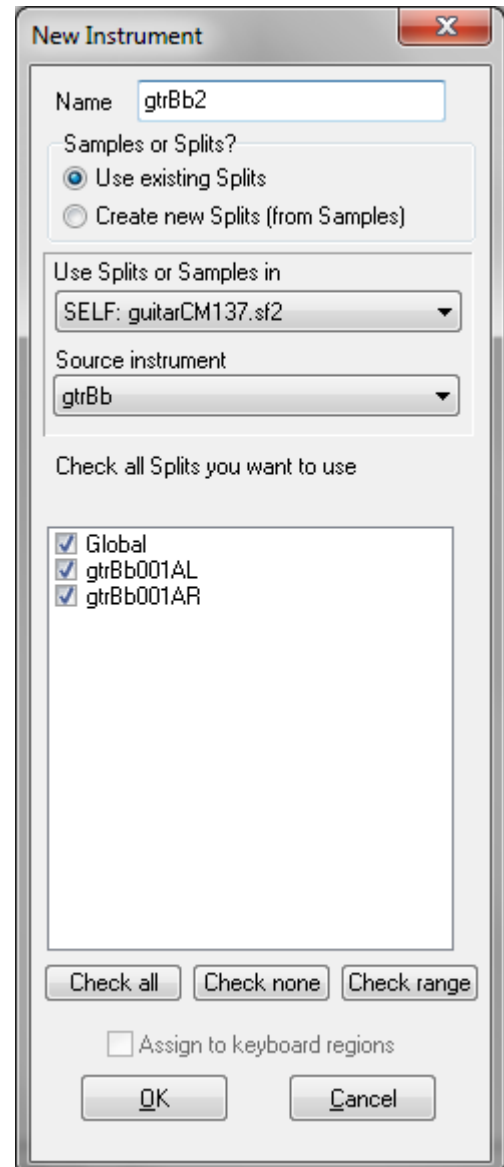 New Instrument
Name gtrBb2
Samples or Splits?
Use existing Splits
Create new Splits (from Samples)
Use Splits or Samples in
SELF: guitarCM137.sf2
Source instrument
gtrBb
Check all Splits you want to use
Global
gtrBb001AL
gtrBb001AR
Check all Check none Check range
Assign to keyboard regions
OK Cancel